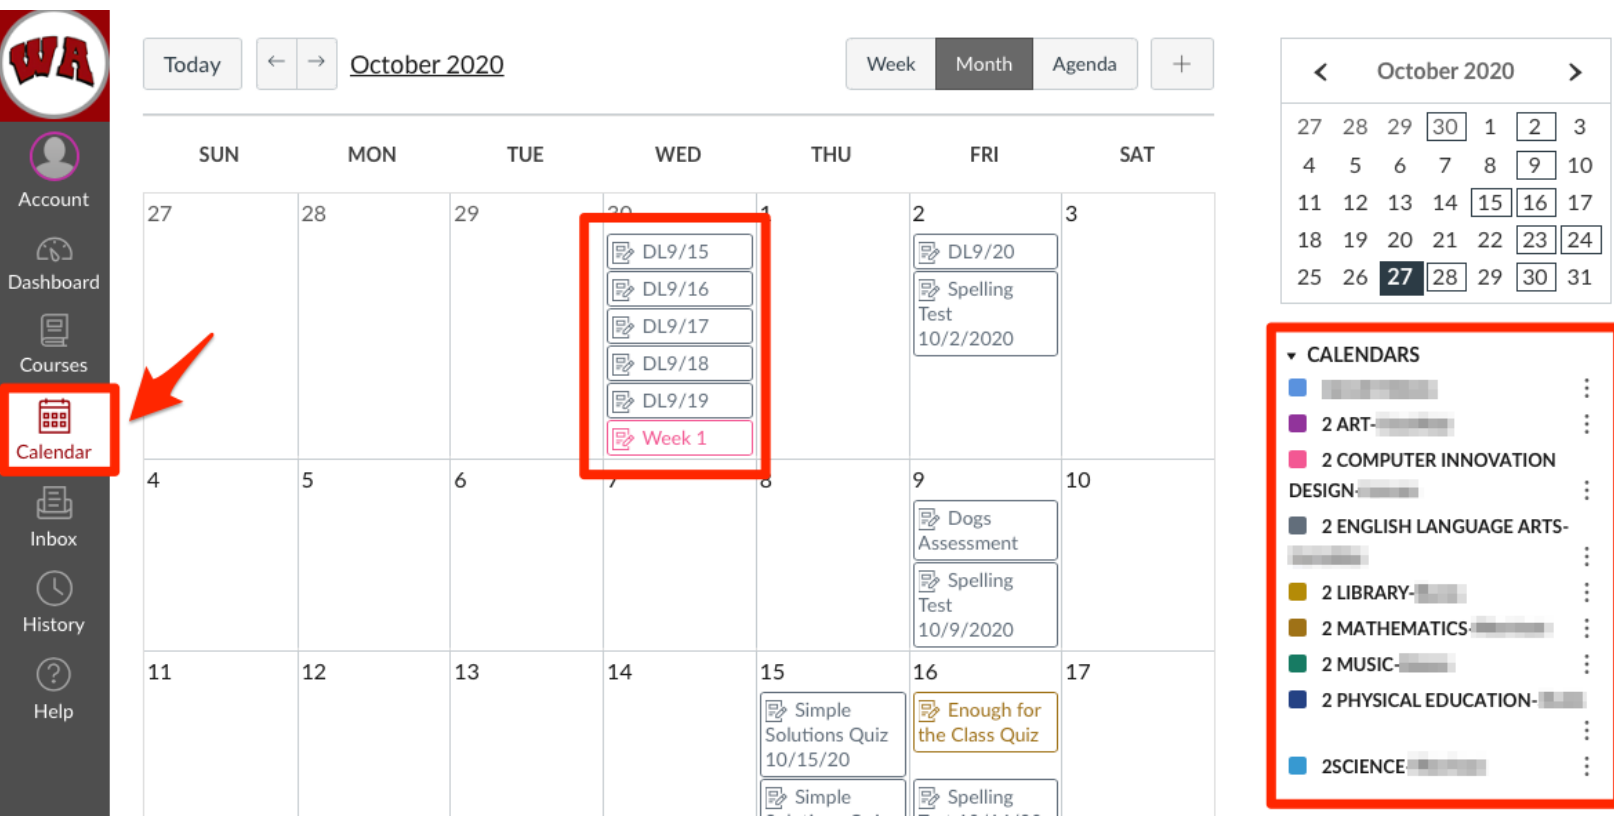 WA
Account
Dashboard
Courses
Calendar
Inbox
History
Help
Today ← → October 2020 Week Month Agenda +
SUN MON TUE WED THU FRI SAT
27 28 29 30 1 2 3
DL9/15
DL9/16
DL9/17
DL9/18
DL9/19
Week 1
DL9/20
Spelling
Test
10/2/2020
4 5 6 7 8 9 10
Dogs
Assessment
Spelling
Test
10/9/2020
11 12 13 14 15 16 17
Simple
Solutions Quiz
10/15/20
Simple
Enough for
the Class Quiz
Spelling
October 2020
27 28 29 30 1 2 3
4 5 6 7 8 9 10
11 12 13 14 15 16 17
18 19 20 21 22 23 24
25 26 27 28 29 30 31
CALENDARS
2 ART-
2 COMPUTER INNOVATION
DESIGN-
2 ENGLISH LANGUAGE ARTS-
2 LIBRARY-
2 MATHEMATICS-
2 MUSIC-
2 PHYSICAL EDUCATION-
2SCIENCE-